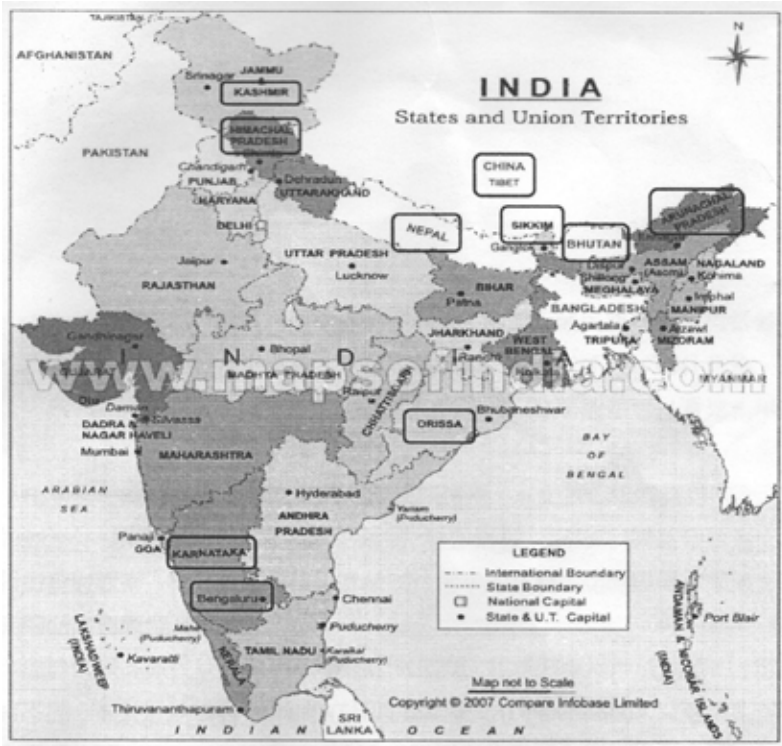 TAJIKISTAN
AFGHANISTAN
N
JAMMU
&
KASHMIR
Srinagar
INDIA
States and Union Territories
HIMACHAL
PRADESH
PAKISTAN
Chandigarh
PUNJAB
Dehradun
UTTARAKHAND
HARYANA
DELHI
CHINA
TIBET
NEPAL
SIKKIM
Gangtok
BHUTAN
ARUNACHAL
PRADESH
UTTAR PRADESH
Lucknow
Jaipur
RAJASTHAN
BIHAR
Patna
Dispur
ASSAM
(Asom)
Shillong
MEGHALAYA
NAGALAND
Kohima
Imphal
MANIPUR
BANGLADESH
Agartala
TRIPURA
Aizawl
MIZORAM
MYANMAR
Gandhinagar
GUJARAT
I N D I A
Bhopal
MADHYA PRADESH
JHARKHAND
Ranchi
WEST
BENGAL
www.mapsofindia.com
Raipur
CHHATTISGARH
Diu
Daman
Silvassa
DADRA &
NAGAR HAVELI
Mumbai
MAHARASHTRA
ORISSA
Bhubneshwar
BAY
OF
BENGAL
ARABIAN
SEA
Hyderabad
ANDHRA
PRADESH
Yanam
(Puducherry)
Panaji
GOA
KARNATAKA
Bengaluru
Chennai
Mahe
(Puducherry)
Puducherry
TAMIL NADU
Karaikal
(Puducherry)
KERALA
LAKSHADWEEP
(INDIA)
Kavaratti
Thiruvananthapuram
SRI
LANKA
INDIAN OCEAN
LEGEND
International Boundary
State Boundary
National Capital
State & U.T. Capital
ANDAMAN & NICOBAR ISLANDS
(INDIA)
Port Blair
Map not to Scale
Copyright © 2007 Compare Infobase Limited